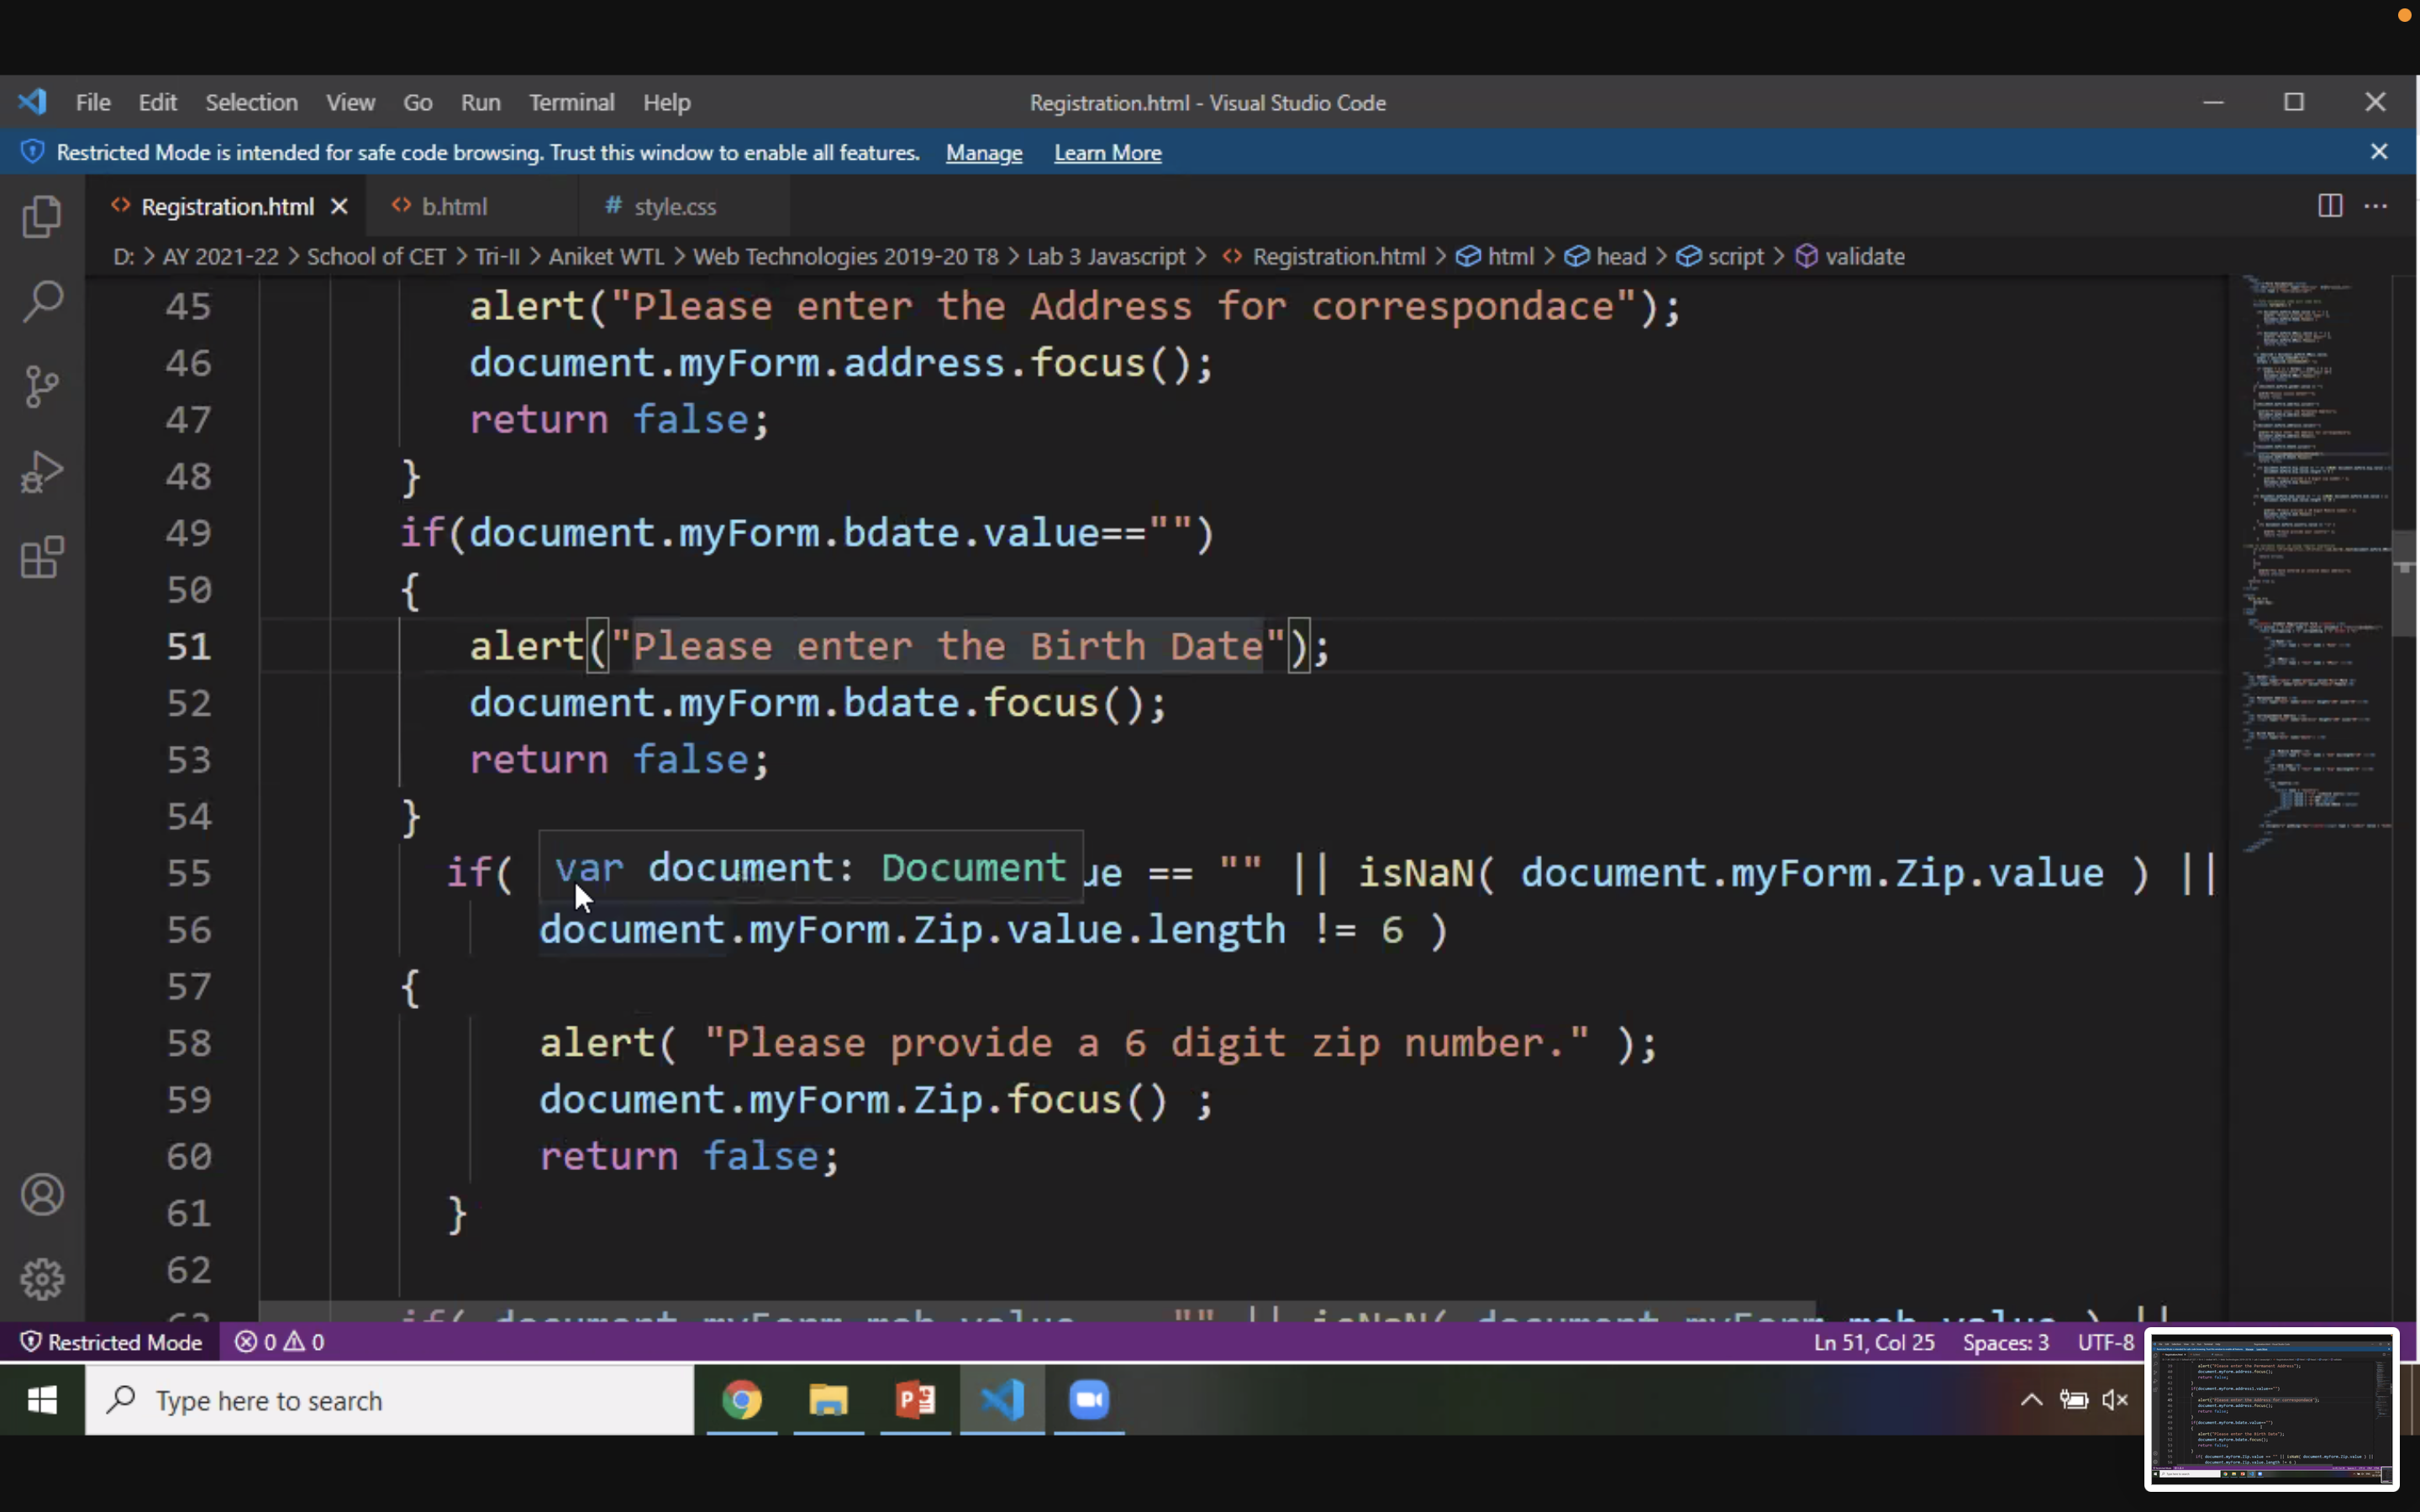 File Edit Selection View Go Run Terminal Help Registration.html - Visual Studio Code
Restricted Mode is intended for safe code browsing. Trust this window to enable all features. Manage Learn More
Registration.html b.html # style.css
D: > AY 2021-22 > School of CET > Tri-II > Aniket WTL > Web Technologies 2019-20 T8 > Lab 3 Javascript > Registration.html > html > head > script > validate
45 alert("Please enter the Address for correspondace");
46 document.myForm.address.focus();
47 return false;
48 }
49 if(document.myForm.bdate.value=="")
50 {
51 alert("Please enter the Birth Date");
52 document.myForm.bdate.focus();
53 return false;
54 }
var document: Document
55 if( ue == "" || isNaN( document.myForm.Zip.value ) ||
56 document.myForm.Zip.value.length != 6 )
57 {
58 alert( "Please provide a 6 digit zip number." );
59 document.myForm.Zip.focus() ;
60 return false;
61 }
62
Restricted Mode 0 0 Ln 51, Col 25 Spaces: 3 UTF-8
Type here to search